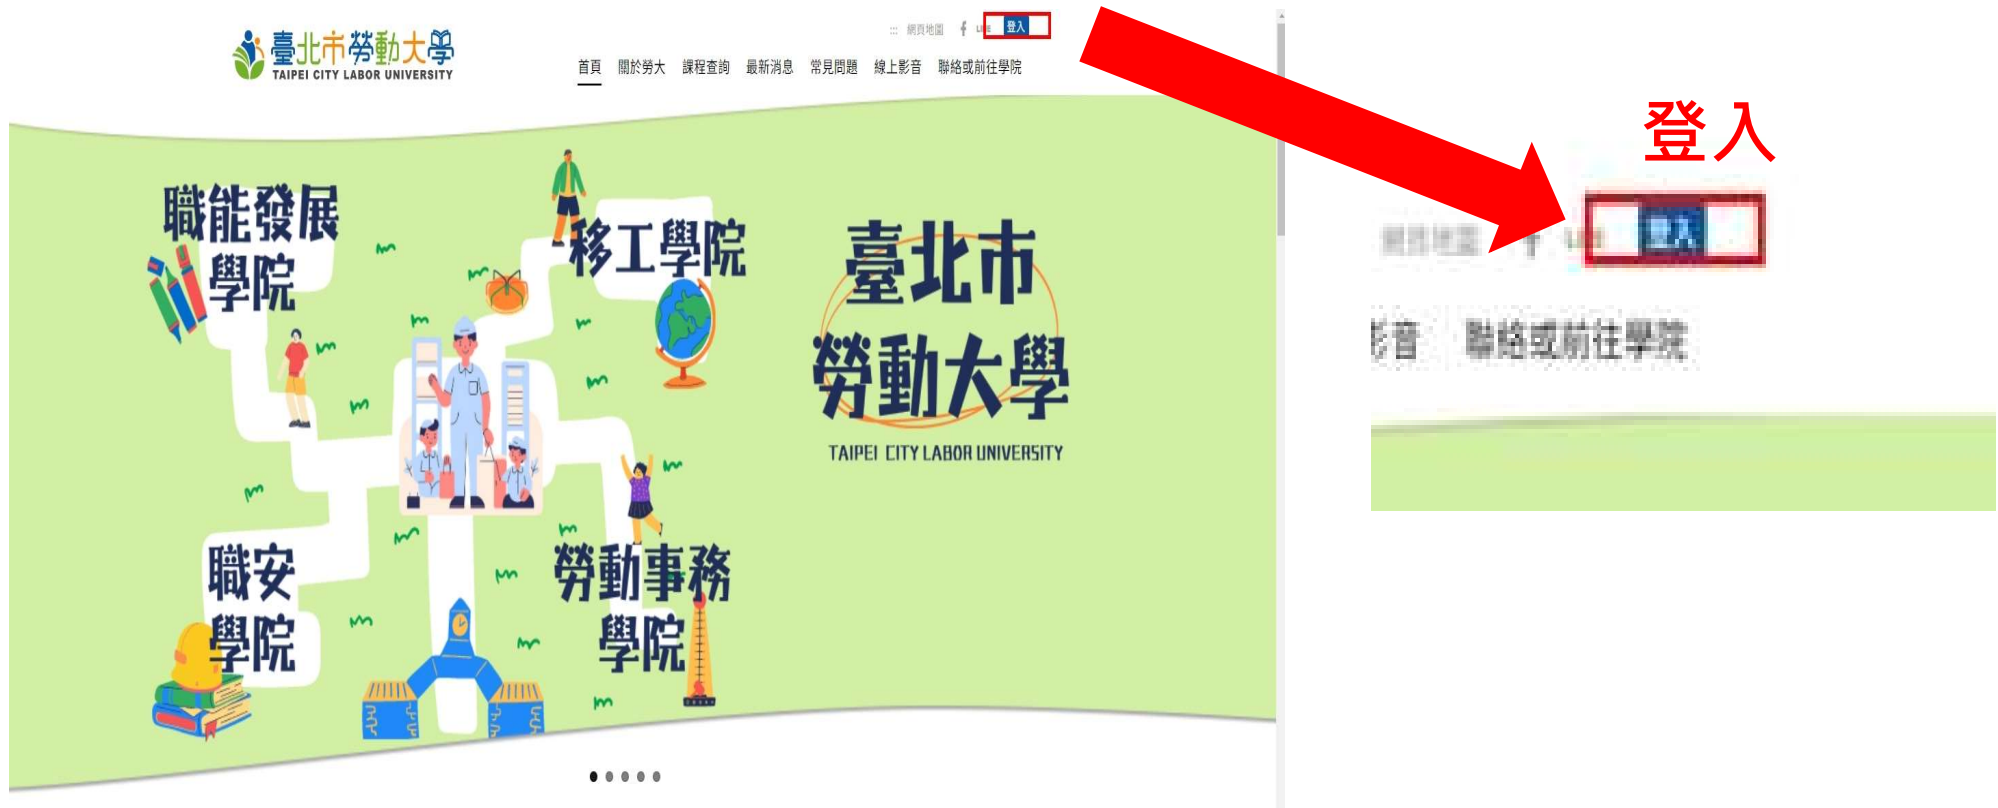 臺北市勞動大學
TAIPEI CITY LABOR UNIVERSITY
::: 網頁地圖 登入
首頁 關於勞大 課程查詢 最新消息 常見問題 線上影音 聯絡或前往學院
職能發展
學院
移工學院
職安
學院
勞動事務
學院
臺北市
勞動大學
TAIPEI CITY LABOR UNIVERSITY
登入
網頁地圖 登入
影音 聯絡或前往學院